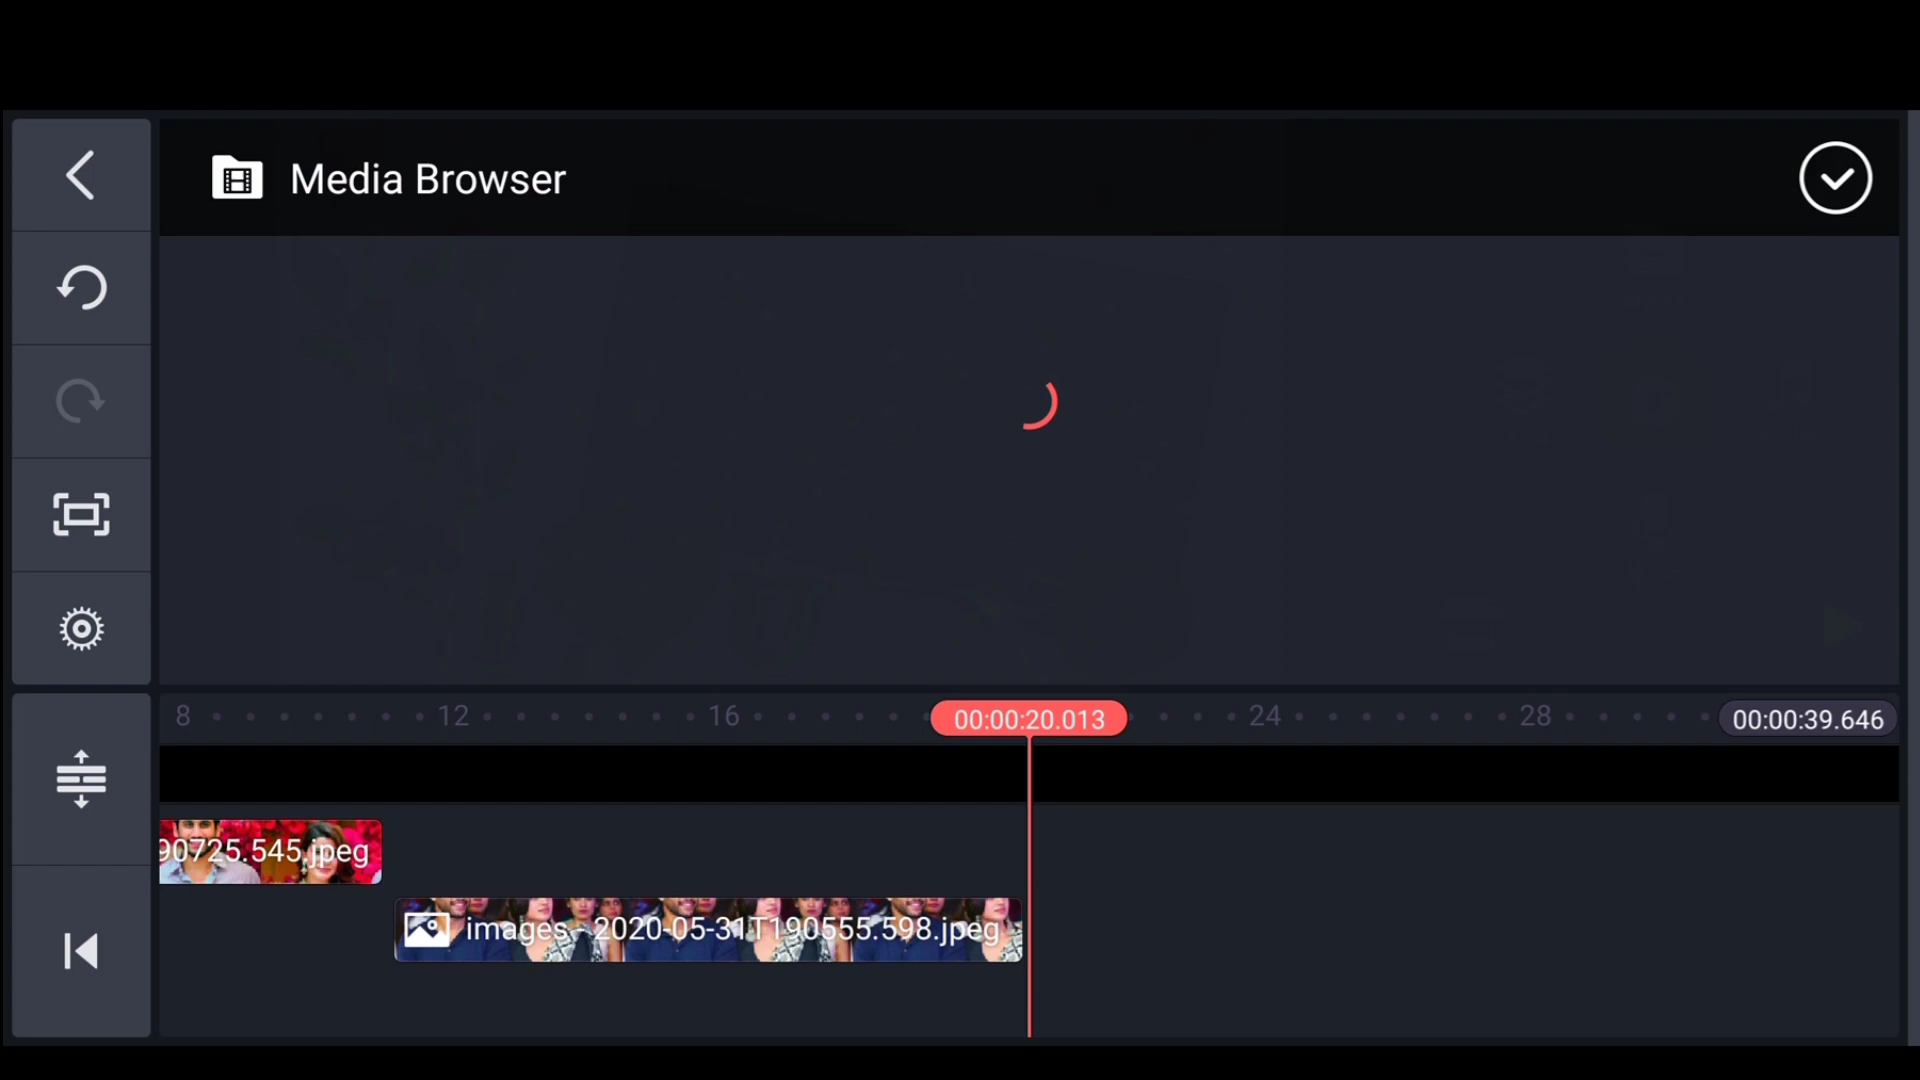 Media Browser
8 12 16 00:00:20.013 24 28 00:00:39.646
90725.545.jpeg
images - 2020-05-31T190555.598.jpeg